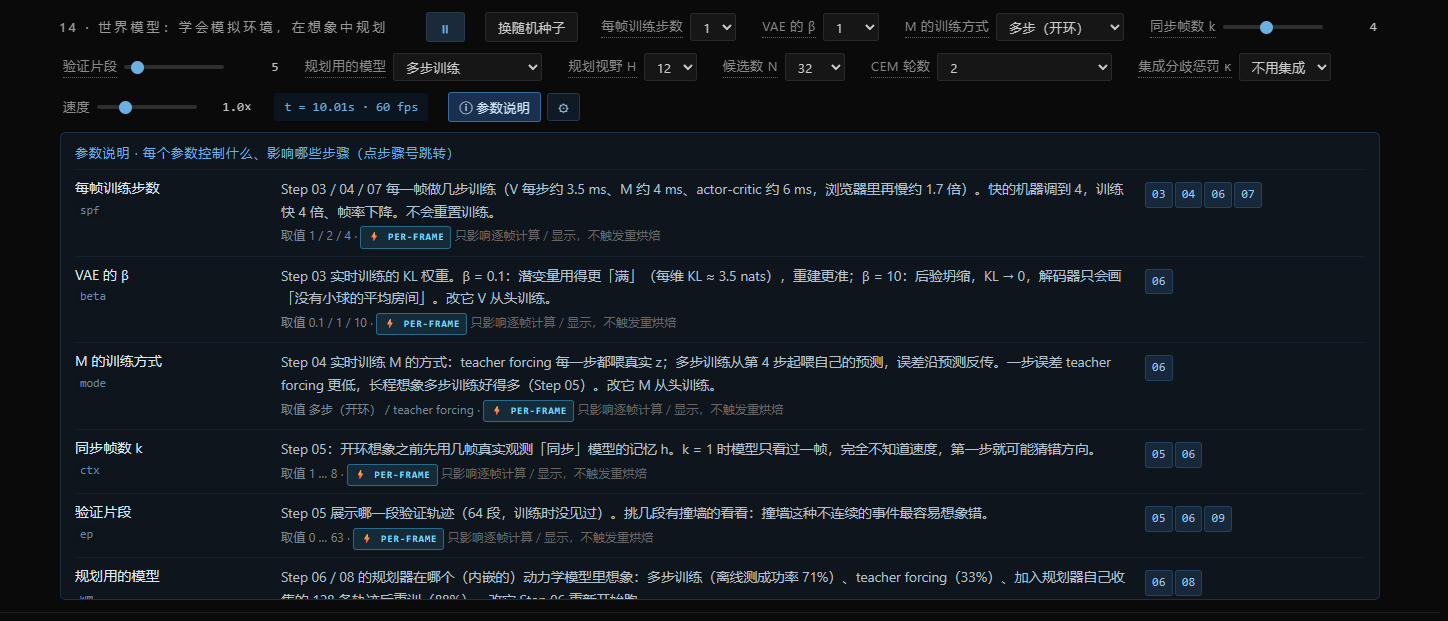 14 · 世界模型：学会模拟环境，在想象中规划 ⏸ 换随机种子 每帧训练步数 1 VAE 的 β 1 M 的训练方式 多步（开环） 同步帧数 k 4
验证片段 5 规划用的模型 多步训练 规划视野 H 12 候选数 N 32 CEM 轮数 2 集成分歧惩罚 κ 不用集成
速度 1.0x t = 10.01s · 60 fps ⓘ 参数说明 ⚙
参数说明 · 每个参数控制什么、影响哪些步骤（点步骤号跳转）
每帧训练步数 Step 03 / 04 / 07 每一帧做几步训练（V 每步约 3.5 ms、M 约 4 ms、actor-critic 约 6 ms，浏览器里再慢约 1.7 倍）。快的机器调到 4，训练 03 04 06 07
spf 快 4 倍、帧率下降。不会重置训练。
取值 1 / 2 / 4 · ⚡ PER-FRAME 只影响逐帧计算 / 显示，不触发重烘焙
VAE 的 β Step 03 实时训练的 KL 权重。β = 0.1：潜变量用得更「满」（每维 KL ≈ 3.5 nats），重建更准；β = 10：后验坍缩，KL → 0，解码器只会画 06
beta 「没有小球的平均房间」。改它 V 从头训练。
取值 0.1 / 1 / 10 · ⚡ PER-FRAME 只影响逐帧计算 / 显示，不触发重烘焙
M 的训练方式 Step 04 实时训练 M 的方式：teacher forcing 每一步都喂真实 z；多步训练从第 4 步起喂自己的预测，误差沿预测反传。一步误差 teacher 06
mode forcing 更低，长程想象多步训练好得多（Step 05）。改它 M 从头训练。
取值 多步（开环） / teacher forcing · ⚡ PER-FRAME 只影响逐帧计算 / 显示，不触发重烘焙
同步帧数 k Step 05：开环想象之前先用几帧真实观测「同步」模型的记忆 h。k = 1 时模型只看过一帧，完全不知道速度，第一步就可能猜错方向。 05 06
ctx 取值 1 … 8 · ⚡ PER-FRAME 只影响逐帧计算 / 显示，不触发重烘焙
验证片段 Step 05 展示哪一段验证轨迹（64 段，训练时没见过）。挑几段有撞墙的看看：撞墙这种不连续的事件最容易想象错。 05 06 09
ep 取值 0 … 63 · ⚡ PER-FRAME 只影响逐帧计算 / 显示，不触发重烘焙
规划用的模型 Step 06 / 08 的规划器在哪个（内嵌的）动力学模型里想象：多步训练（离线测成功率 71%）、teacher forcing（33%）、加入规划器自己收 06 08